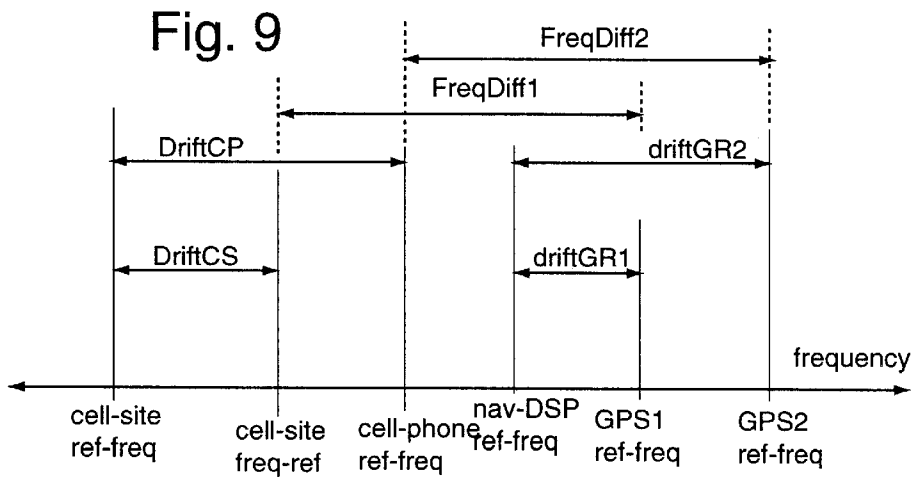 Fig. 9
FreqDiff2
FreqDiff1
DriftCP
driftGR2
DriftCS
driftGR1
frequency
cell-site
ref-freq
cell-site
freq-ref
cell-phone
ref-freq
nav-DSP
ref-freq
GPS1
ref-freq
GPS2
ref-freq